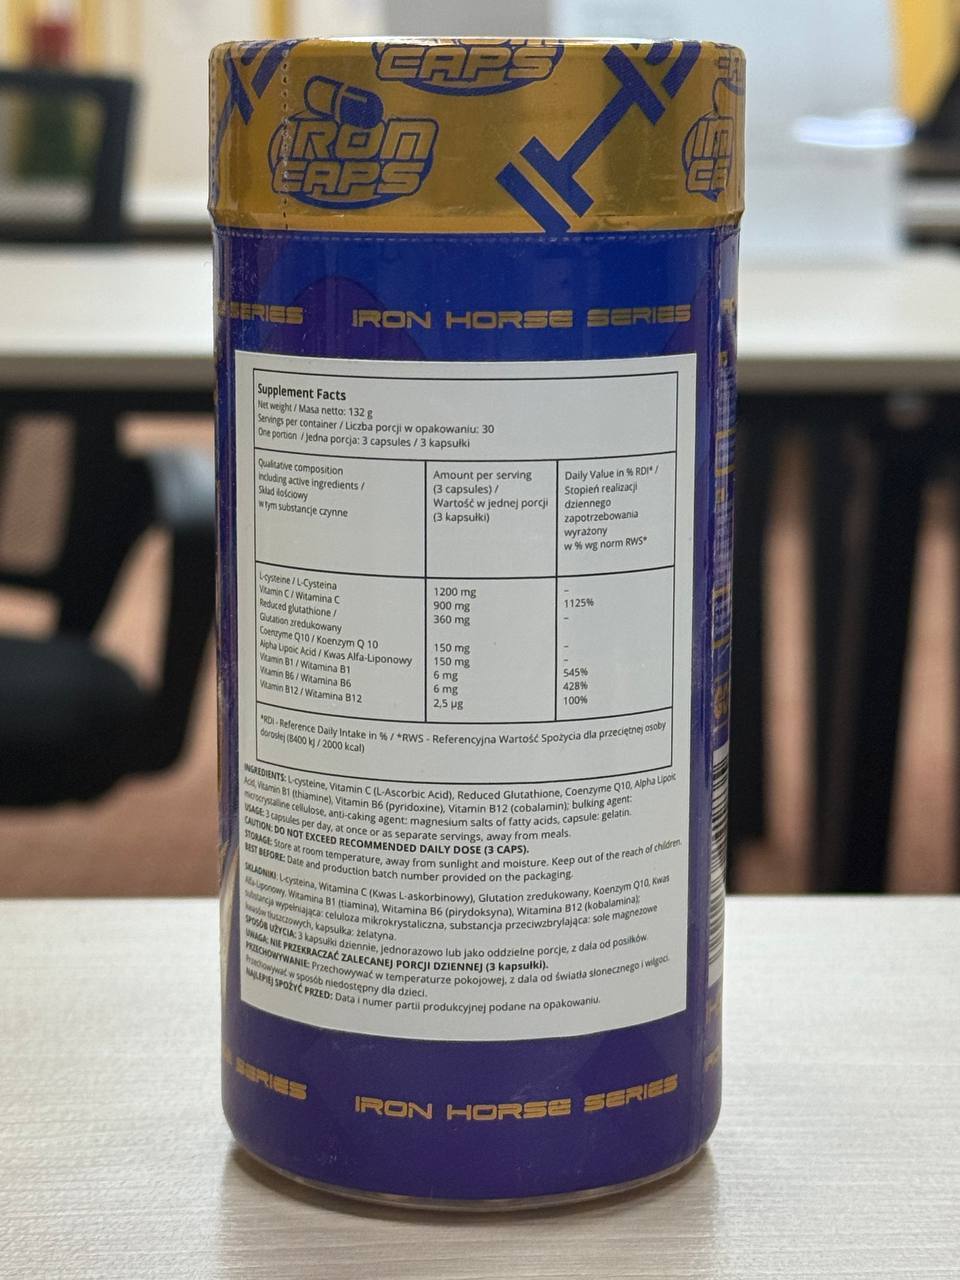 CAPS
IRON
CAPS
SERIES
IRON HORSE SERIES
Supplement Facts
Net weight / Masa netto: 132 g
Servings per container / Liczba porcji w opakowaniu: 30
One portion / Jedna porcja: 3 capsules / 3 kapsułki
Qualitative composition
including active ingredients /
Skład ilościowy
w tym substancje czynne
Amount per serving
(3 capsules) /
Wartość w jednej porcji
(3 kapsułki)
Daily Value in % RDI* /
Stopień realizacji
dziennego
zapotrzebowania
wyrażony
w % wg norm RWS*
L-cysteine / L-Cysteina 1200 mg –
Vitamin C / Witamina C 900 mg 1125%
Reduced glutathione / 360 mg –
Glutation zredukowany
Coenzyme Q10 / Koenzym Q 10 150 mg –
Alpha Lipoic Acid / Kwas Alfa-Liponowy 150 mg –
Vitamin B1 / Witamina B1 6 mg 545%
Vitamin B6 / Witamina B6 6 mg 428%
Vitamin B12 / Witamina B12 2,5 µg 100%
*RDI - Reference Daily Intake in % / *RWS - Referencyjna Wartość Spożycia dla przeciętnej osoby
dorosłej (8400 kJ / 2000 kcal)
INGREDIENTS: L-cysteine, Vitamin C (L-Ascorbic Acid), Reduced Glutathione, Coenzyme Q10, Alpha Lipoic
Acid, Vitamin B1 (thiamine), Vitamin B6 (pyridoxine), Vitamin B12 (cobalamin); bulking agent:
microcrystalline cellulose, anti-caking agent: magnesium salts of fatty acids, capsule: gelatin.
USAGE: 3 capsules per day, at once or as separate servings, away from meals.
CAUTION: DO NOT EXCEED RECOMMENDED DAILY DOSE (3 CAPS).
STORAGE: Store at room temperature, away from sunlight and moisture. Keep out of the reach of children.
BEST BEFORE: Date and production batch number provided on the packaging.
SKŁADNIKI: L-cysteina, Witamina C (Kwas L-askorbinowy), Glutation zredukowany, Koenzym Q10, Kwas
Alfa-Liponowy, Witamina B1 (tiamina), Witamina B6 (pirydoksyna), Witamina B12 (kobalamina);
substancja wypełniająca: celuloza mikrokrystaliczna, substancja przeciwzbrylająca: sole magnezowe
kwasów tłuszczowych, kapsułka: żelatyna.
SPOSÓB UŻYCIA: 3 kapsułki dziennie, jednorazowo lub jako oddzielne porcje, z dala od posiłków.
UWAGA: NIE PRZEKRACZAĆ ZALECANEJ PORCJI DZIENNEJ (3 kapsułki).
PRZECHOWYWANIE: Przechowywać w temperaturze pokojowej, z dala od światła słonecznego i wilgoci.
Przechowywać w sposób niedostępny dla dzieci.
NAJLEPIEJ SPOŻYĆ PRZED: Data i numer partii produkcyjnej podane na opakowaniu.
SERIES
IRON HORSE SERIES